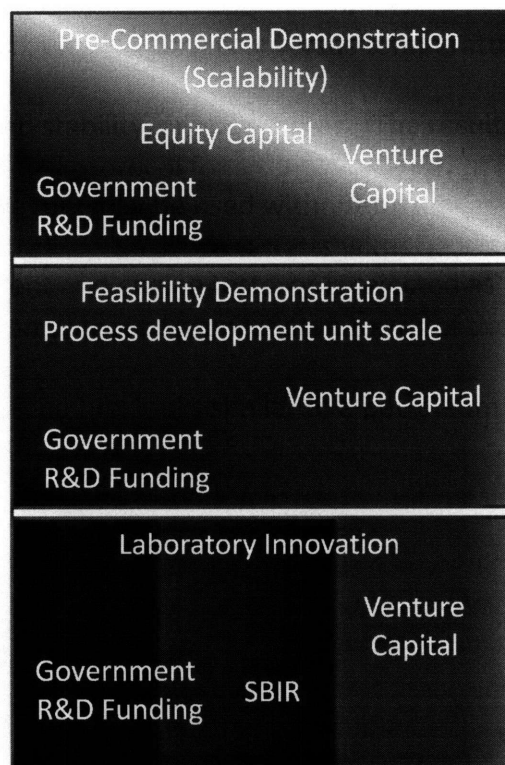 Pre-Commercial Demonstration
(Scalability)
Equity Capital
Venture
Capital
Government
R&D Funding
Feasibility Demonstration
Process development unit scale
Venture Capital
Government
R&D Funding
Laboratory Innovation
Venture
Capital
Government
R&D Funding
SBIR